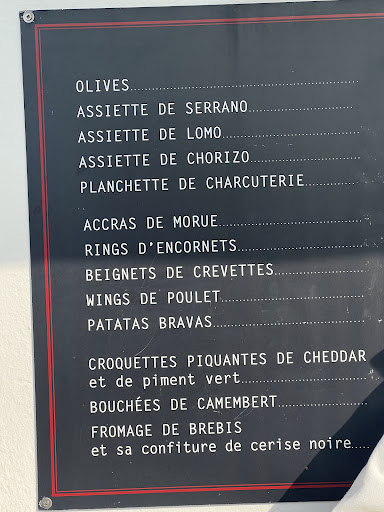 OLIVES
ASSIETTE DE SERRANO
ASSIETTE DE LOMO
ASSIETTE DE CHORIZO
PLANCHETTE DE CHARCUTERIE
ACCRAS DE MORUE
RINGS D'ENCORNETS
BEIGNETS DE CREVETTES
WINGS DE POULET
PATATAS BRAVAS
CROQUETTES PIQUANTES DE CHEDDAR
et de piment vert
BOUCHÉES DE CAMEMBERT
FROMAGE DE BREBIS
et sa confiture de cerise noire